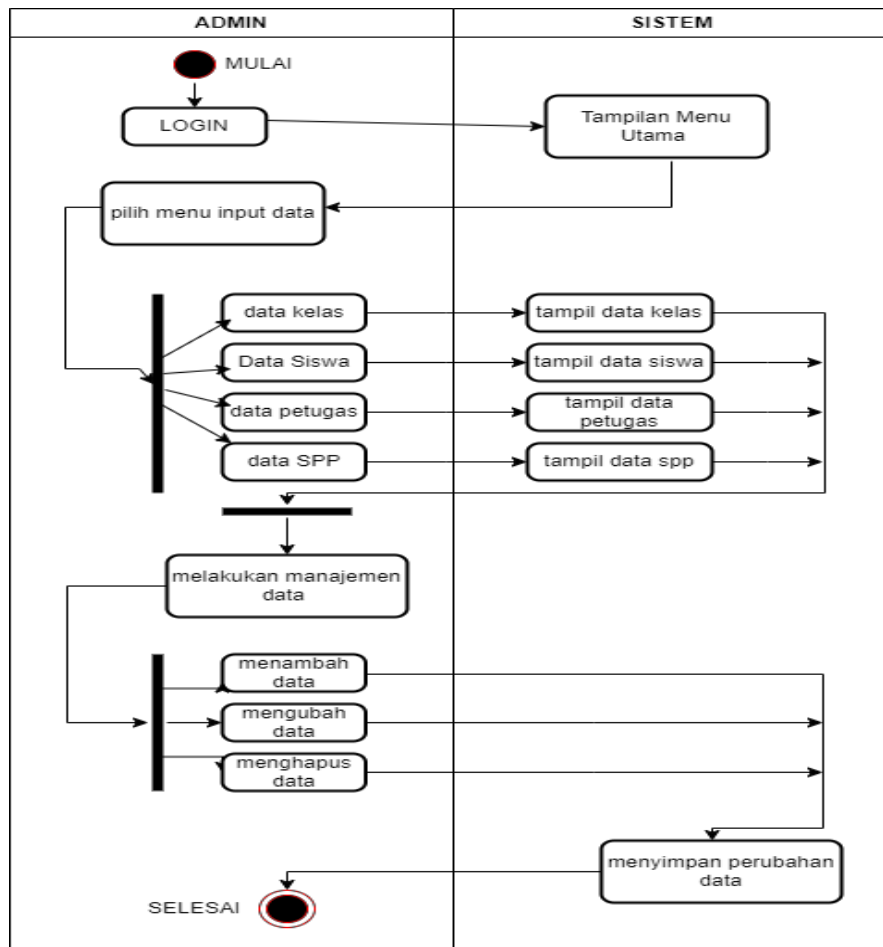 ADMIN
SISTEM
MULAI
LOGIN
Tampilan Menu
Utama
pilih menu input data
data kelas
tampil data kelas
Data Siswa
tampil data siswa
data petugas
tampil data
petugas
data SPP
tampil data spp
melakukan manajemen
data
menambah
data
mengubah
data
menghapus
data
menyimpan perubahan
data
SELESAI